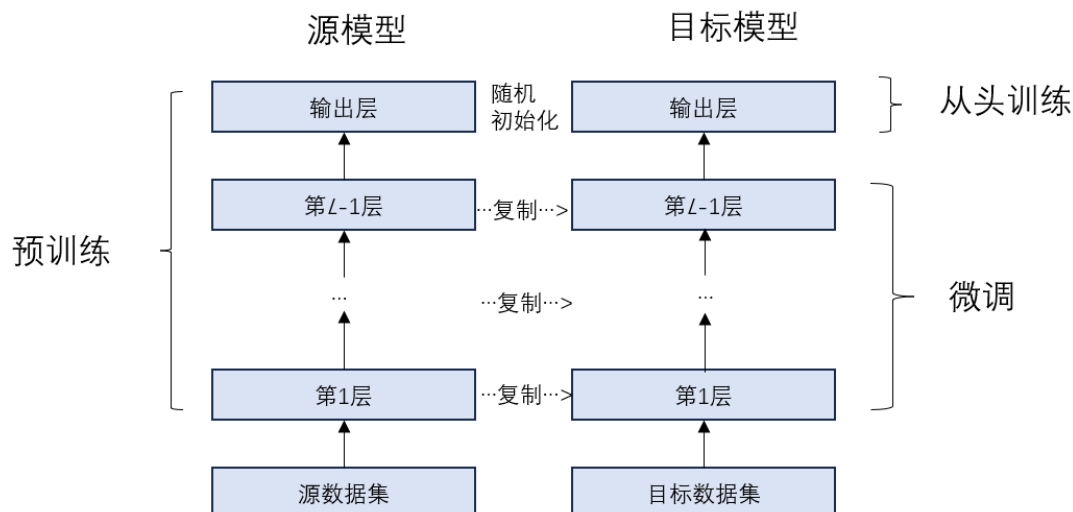 源模型
目标模型
输出层
随机
初始化
输出层
从头训练
第L-1层
···复制···>
第L-1层
预训练
...
···复制···>
...
微调
第1层
···复制···>
第1层
源数据集
目标数据集